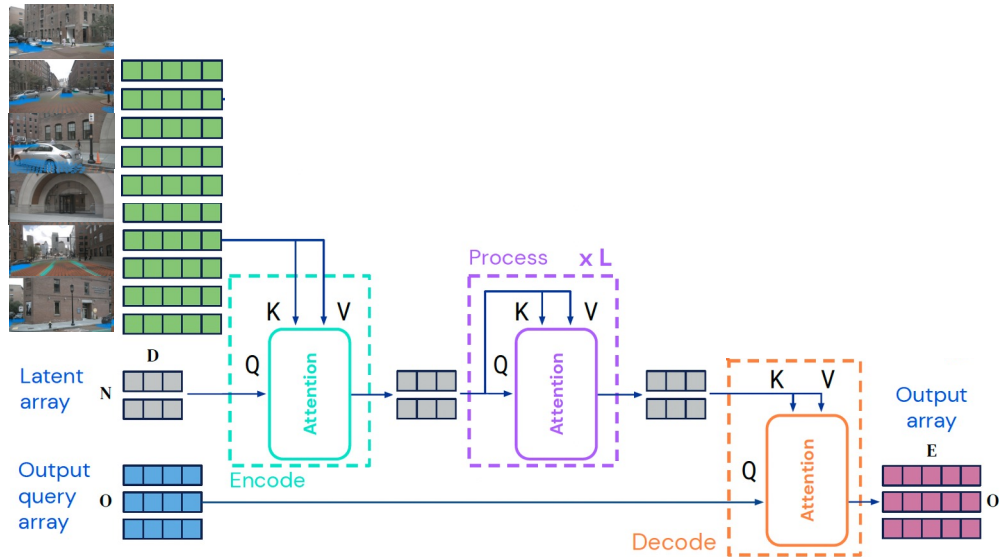 Process x L
K V
K V
D
Latent
array
N
Q
Attention
Q
Attention
K V
Output
array
E
Encode
Output
query
array
O
Q
Attention
O
Decode